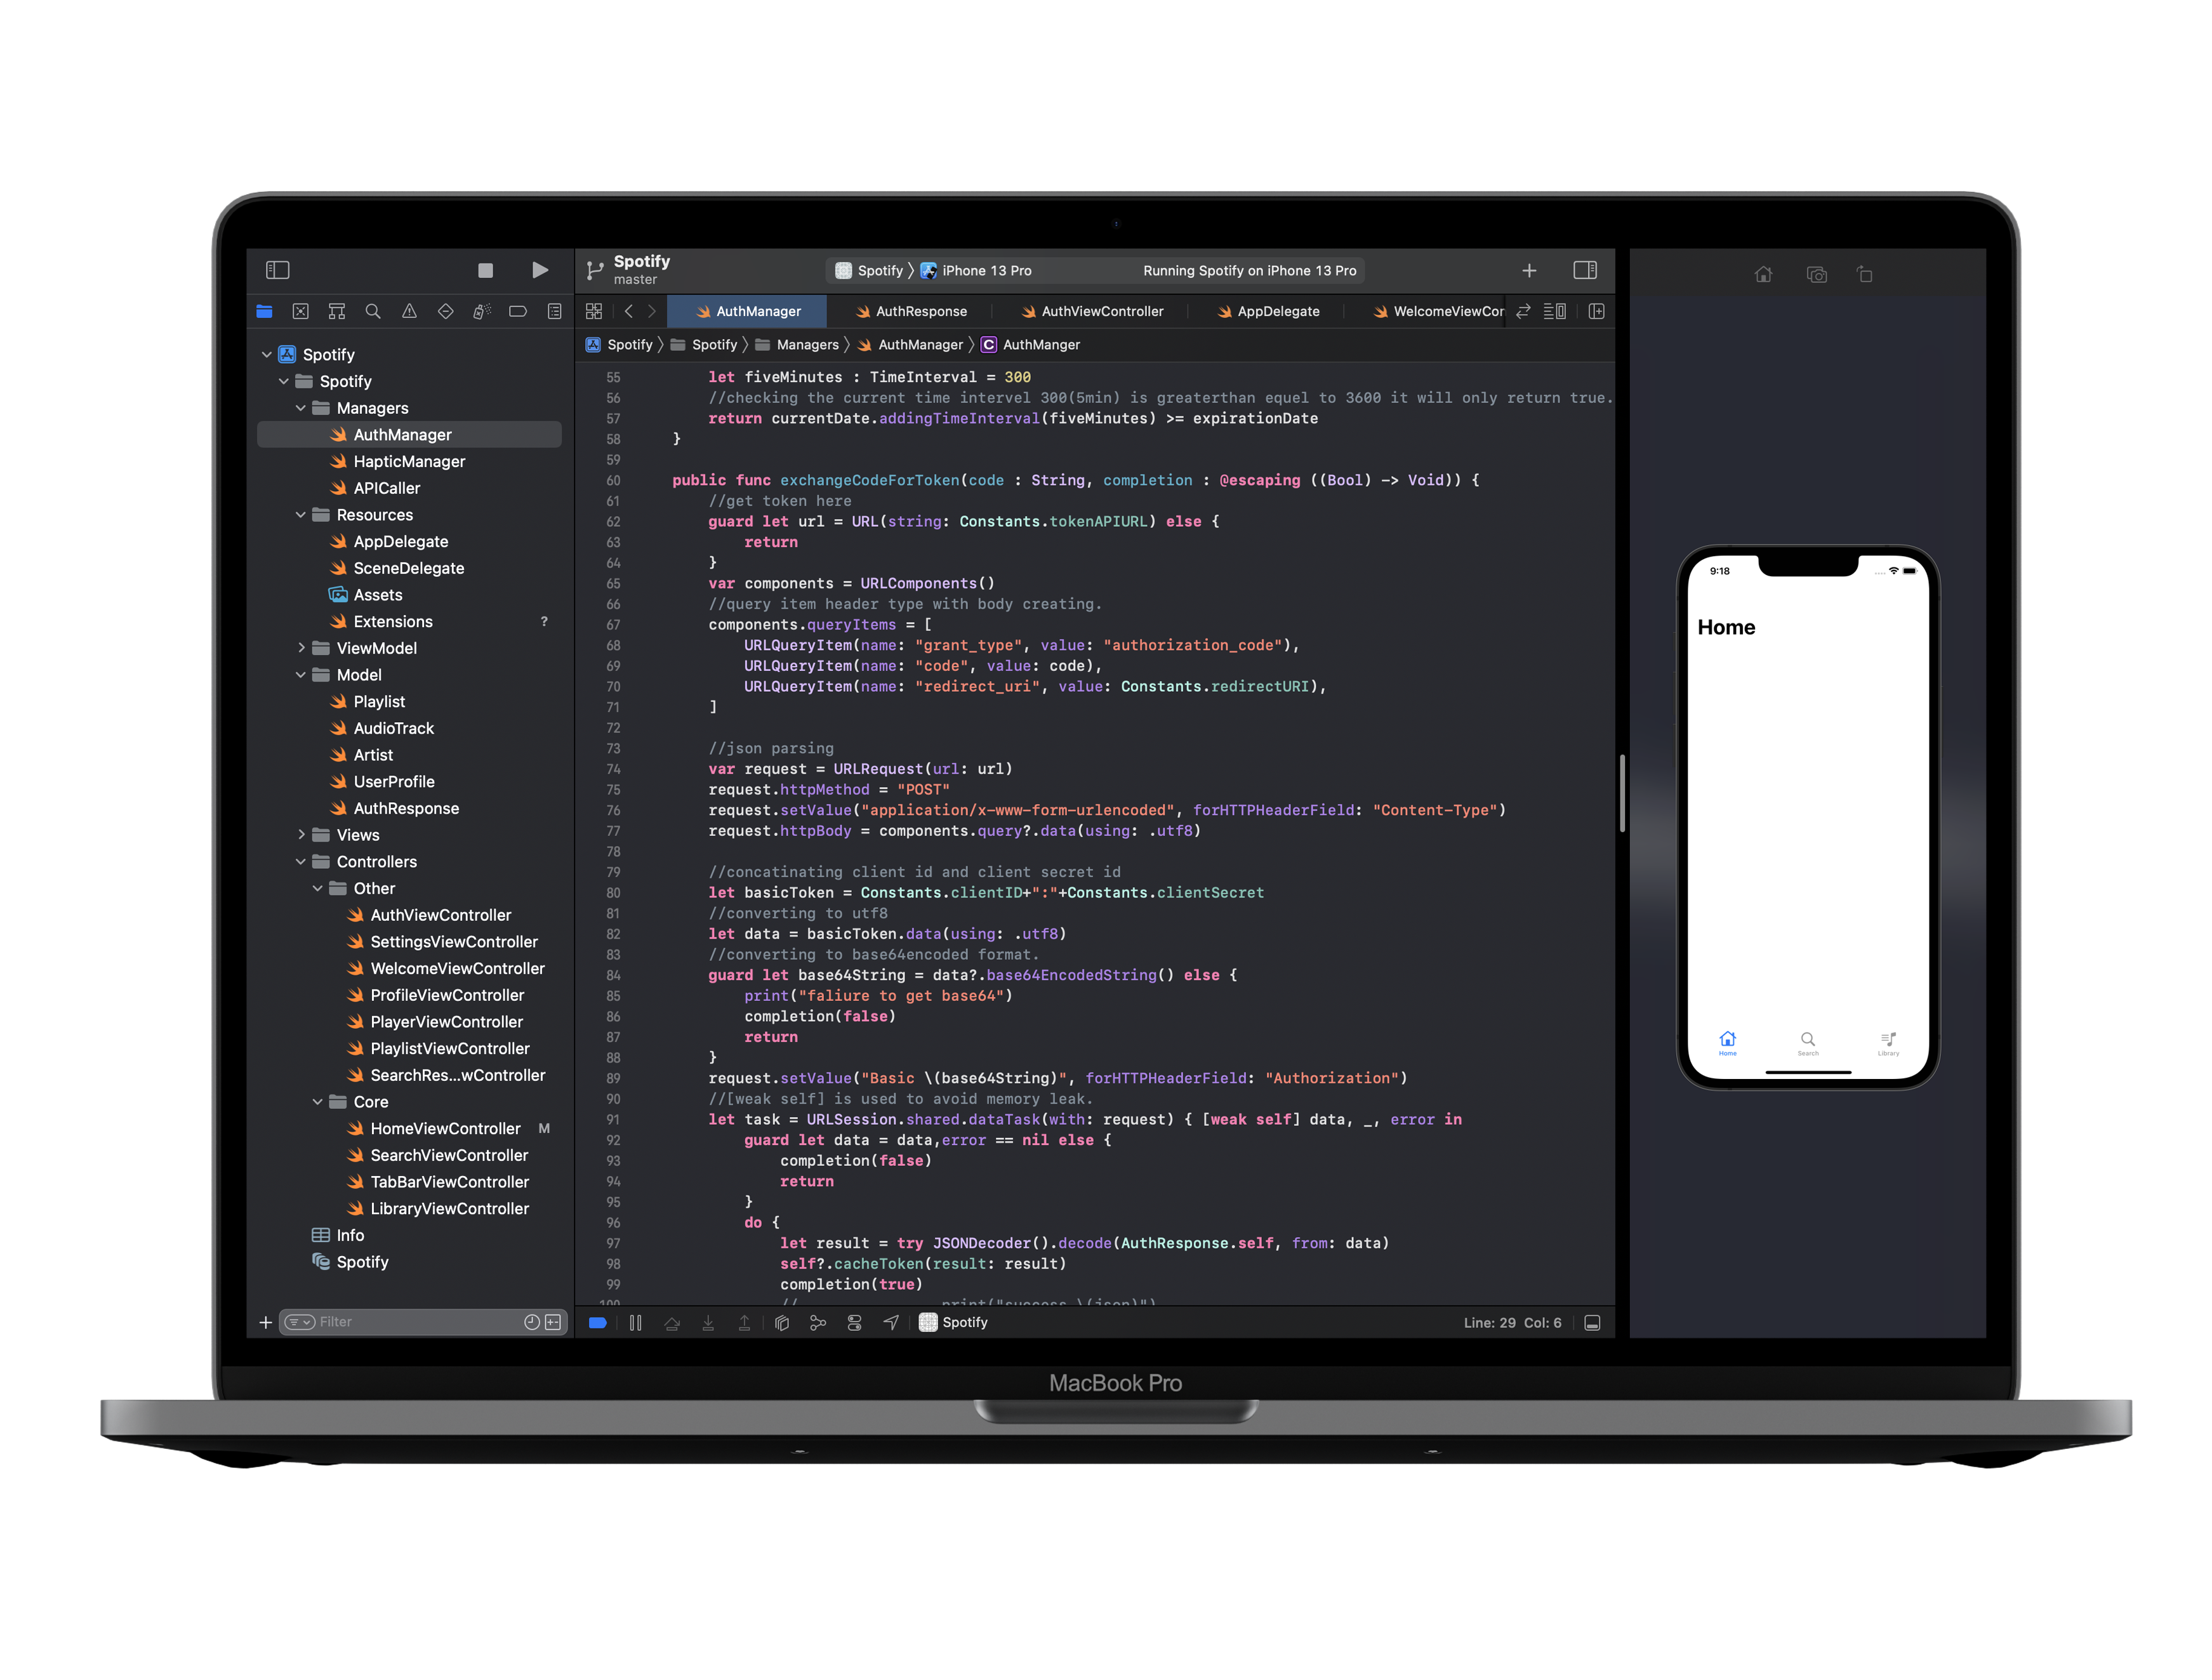 Spotify
master
Spotify
iPhone 13 Pro
Running Spotify on iPhone 13 Pro
AuthManager
AuthResponse
AuthViewController
AppDelegate
WelcomeViewCon
Spotify
Spotify
Managers
AuthManager
C
AuthManger
Spotify
Spotify
Managers
AuthManager
HapticManager
APICaller
Resources
AppDelegate
SceneDelegate
Assets
Extensions ?
ViewModel
Model
Playlist
AudioTrack
Artist
UserProfile
AuthResponse
Views
Controllers
Other
AuthViewController
SettingsViewController
WelcomeViewController
ProfileViewController
PlayerViewController
PlaylistViewController
SearchRes...wController
Core
HomeViewController M
SearchViewController
TabBarViewController
LibraryViewController
Info
Spotify
Filter
55 let fiveMinutes : TimeInterval = 300
56 //checking the current time intervel 300(5min) is greaterthan equel to 3600 it will only return true.
57 return currentDate.addingTimeInterval(fiveMinutes) >= expirationDate
58 }
59
60 public func exchangeCodeForToken(code : String, completion : @escaping ((Bool) -> Void)) {
61 //get token here
62 guard let url = URL(string: Constants.tokenAPIURL) else {
63 return
64 }
65 var components = URLComponents()
66 //query item header type with body creating.
67 components.queryItems = [
68 URLQueryItem(name: "grant_type", value: "authorization_code"),
69 URLQueryItem(name: "code", value: code),
70 URLQueryItem(name: "redirect_uri", value: Constants.redirectURI),
71 ]
72
73 //json parsing
74 var request = URLRequest(url: url)
75 request.httpMethod = "POST"
76 request.setValue("application/x-www-form-urlencoded", forHTTPHeaderField: "Content-Type")
77 request.httpBody = components.query?.data(using: .utf8)
78
79 //concatinating client id and client secret id
80 let basicToken = Constants.clientID+":"+Constants.clientSecret
81 //converting to utf8
82 let data = basicToken.data(using: .utf8)
83 //converting to base64encoded format.
84 guard let base64String = data?.base64EncodedString() else {
85 print("faliure to get base64")
86 completion(false)
87 return
88 }
89 request.setValue("Basic \(base64String)", forHTTPHeaderField: "Authorization")
90 //[weak self] is used to avoid memory leak.
91 let task = URLSession.shared.dataTask(with: request) { [weak self] data, _, error in
92 guard let data = data,error == nil else {
93 completion(false)
94 return
95 }
96 do {
97 let result = try JSONDecoder().decode(AuthResponse.self, from: data)
98 self?.cacheToken(result: result)
99 completion(true)
100 // print("success \(json)")
Spotify
Line: 29 Col: 6
9:18
Home
Home
Search
Library
MacBook Pro